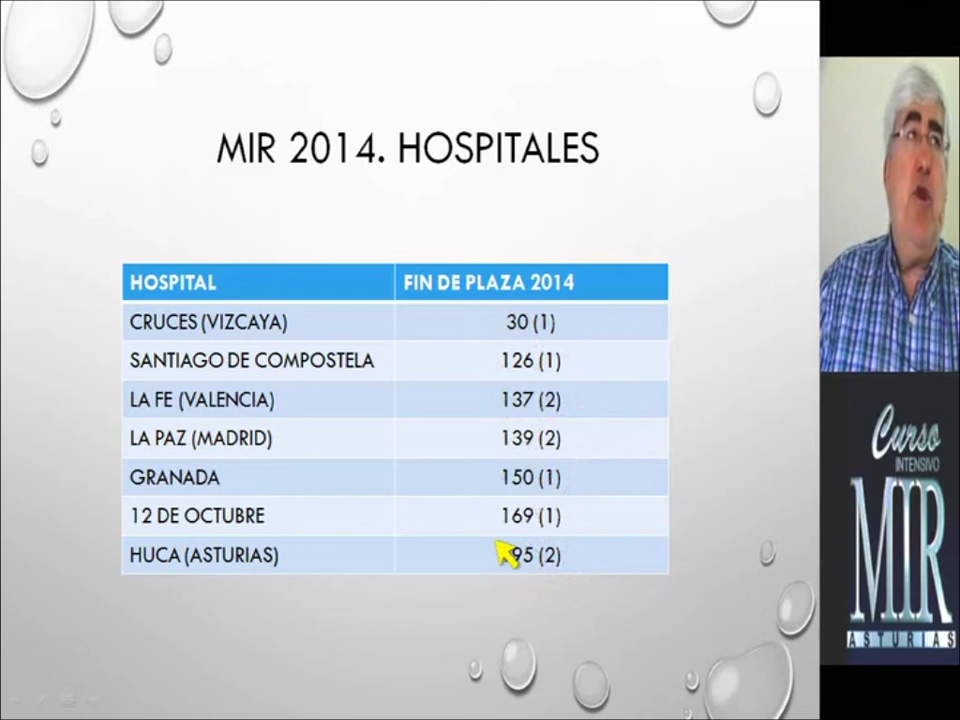 MIR 2014. HOSPITALES
HOSPITAL FIN DE PLAZA 2014
CRUCES (VIZCAYA) 30 (1)
SANTIAGO DE COMPOSTELA 126 (1)
LA FE (VALENCIA) 137 (2)
LA PAZ (MADRID) 139 (2)
GRANADA 150 (1)
12 DE OCTUBRE 169 (1)
HUCA (ASTURIAS) (2)
Curso
INTENSIVO
MIR
ASTURIAS